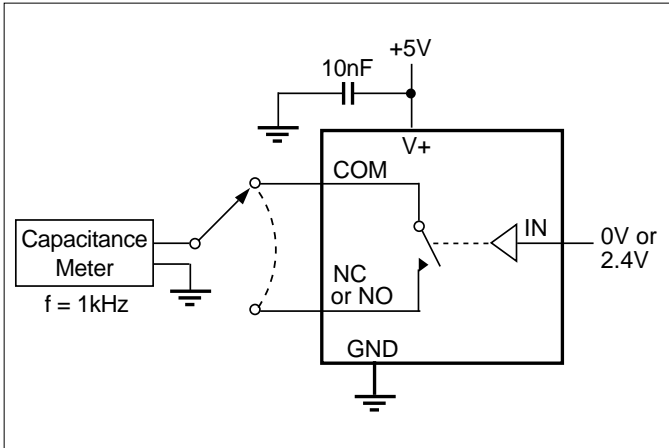 +5V
10nF
V+
COM
IN
0V or
2.4V
Capacitance
Meter
f = 1kHz
NC
or NO
GND